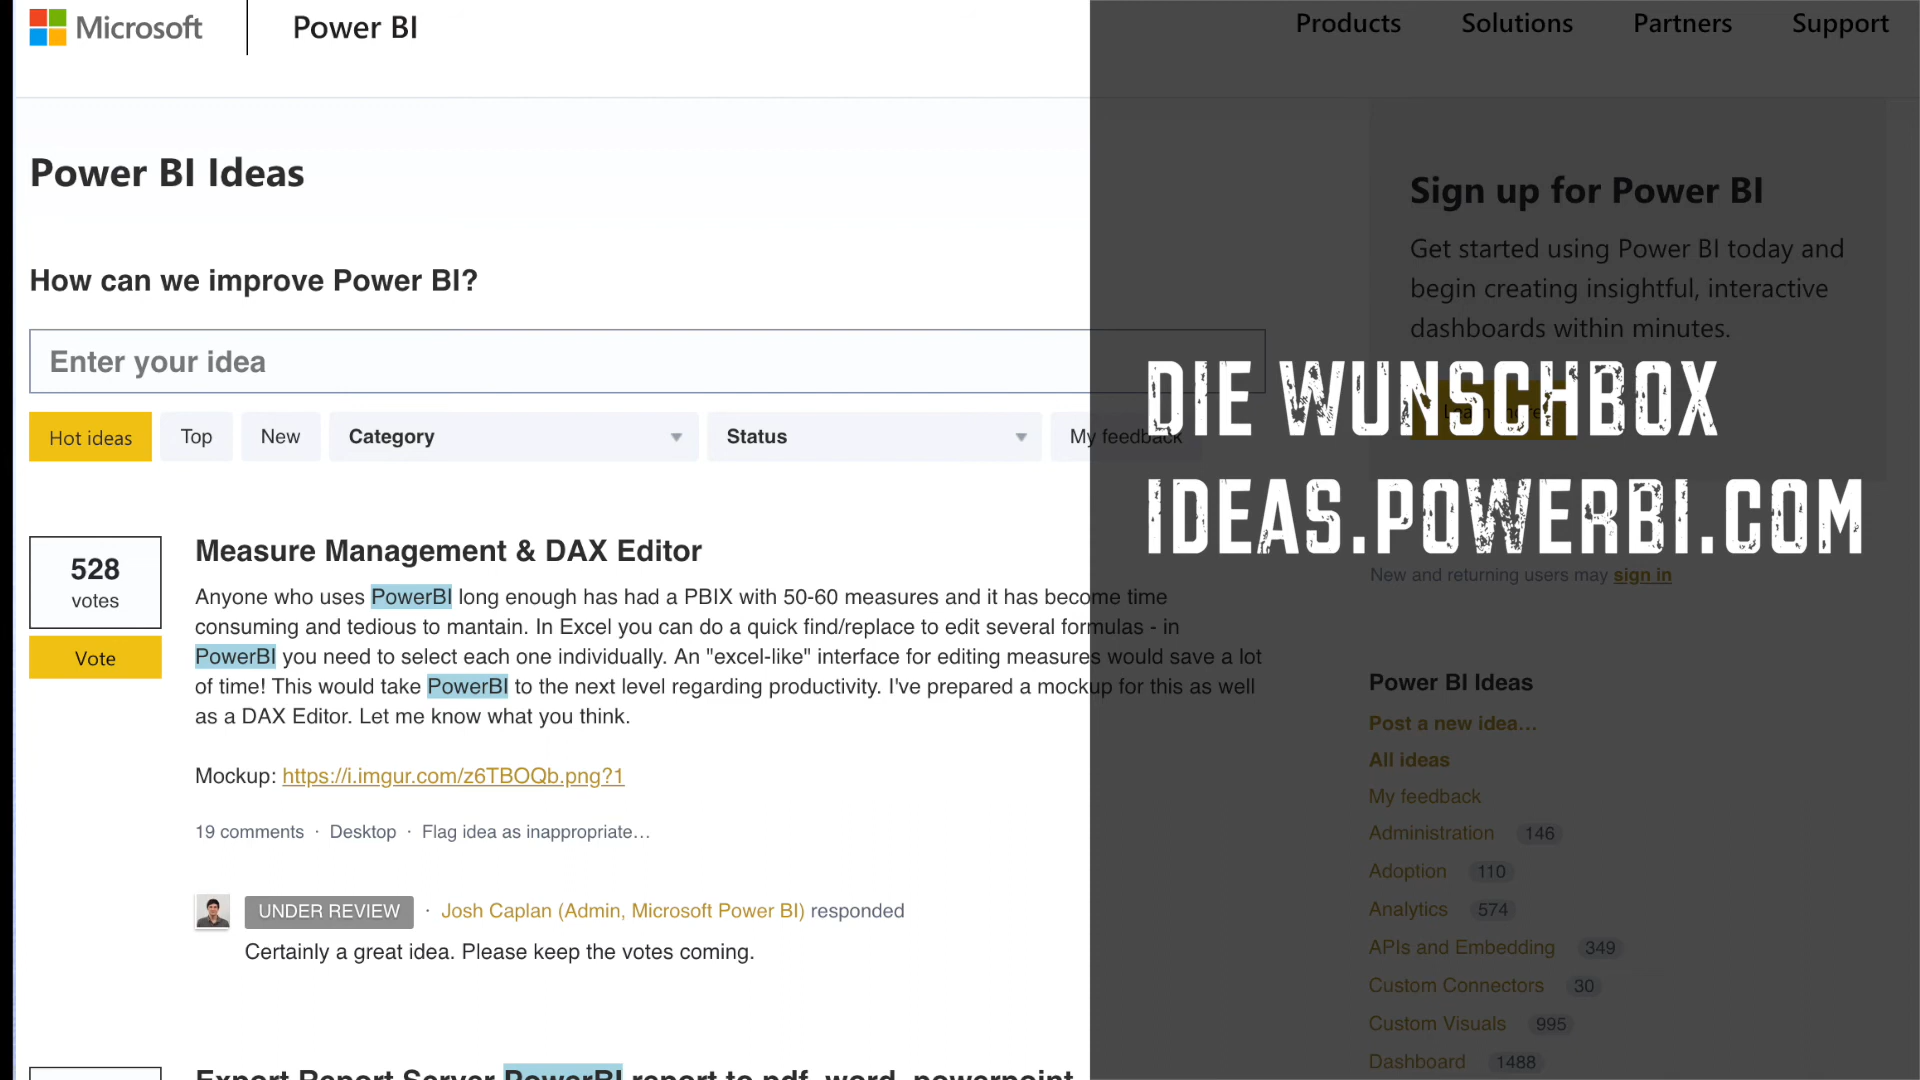 Microsoft
Power BI
Products
Solutions
Partners
Support
Power BI Ideas
How can we improve Power BI?
Enter your idea
Hot ideas
Top
New
Category
Status
My feedback
528
votes
Vote
Measure Management & DAX Editor
Anyone who uses PowerBI long enough has had a PBIX with 50-60 measures and it has become time
consuming and tedious to mantain. In Excel you can do a quick find/replace to edit several formulas - in
PowerBI you need to select each one individually. An "excel-like" interface for editing measures would save a lot
of time! This would take PowerBI to the next level regarding productivity. I've prepared a mockup for this as well
as a DAX Editor. Let me know what you think.
Mockup: https://i.imgur.com/z6TBOQb.png?1
19 comments · Desktop · Flag idea as inappropriate…
UNDER REVIEW · Josh Caplan (Admin, Microsoft Power BI) responded
Certainly a great idea. Please keep the votes coming.
Export Report Server PowerBI report to pdf, word, powerpoint
Sign up for Power BI
Get started using Power BI today and
begin creating insightful, interactive
dashboards within minutes.
DIE WUNSCHBOX
IDEAS.POWERBI.COM
New and returning users may sign in
Power BI Ideas
Post a new idea…
All ideas
My feedback
Administration 146
Adoption 110
Analytics 574
APIs and Embedding 349
Custom Connectors 30
Custom Visuals 995
Dashboard 1488